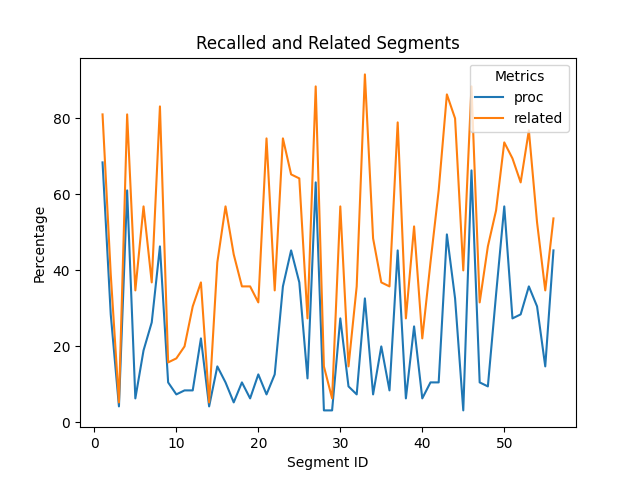 Recalled and Related Segments
Metrics
proc
related
Percentage
80
60
40
20
0
0 10 20 30 40 50
Segment ID